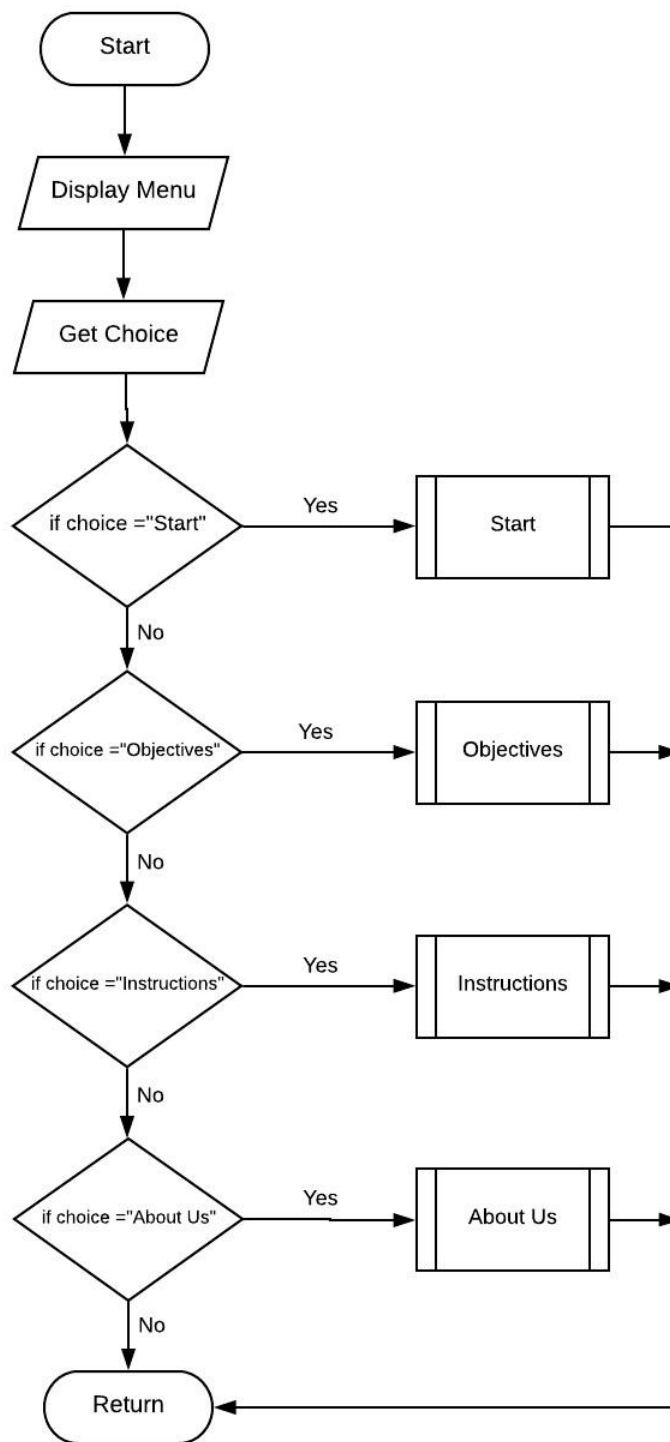 Start
Display Menu
Get Choice
if choice ="Start"
Yes
Start
No
if choice ="Objectives"
Yes
Objectives
No
if choice ="Instructions"
Yes
Instructions
No
if choice ="About Us"
Yes
About Us
No
Return